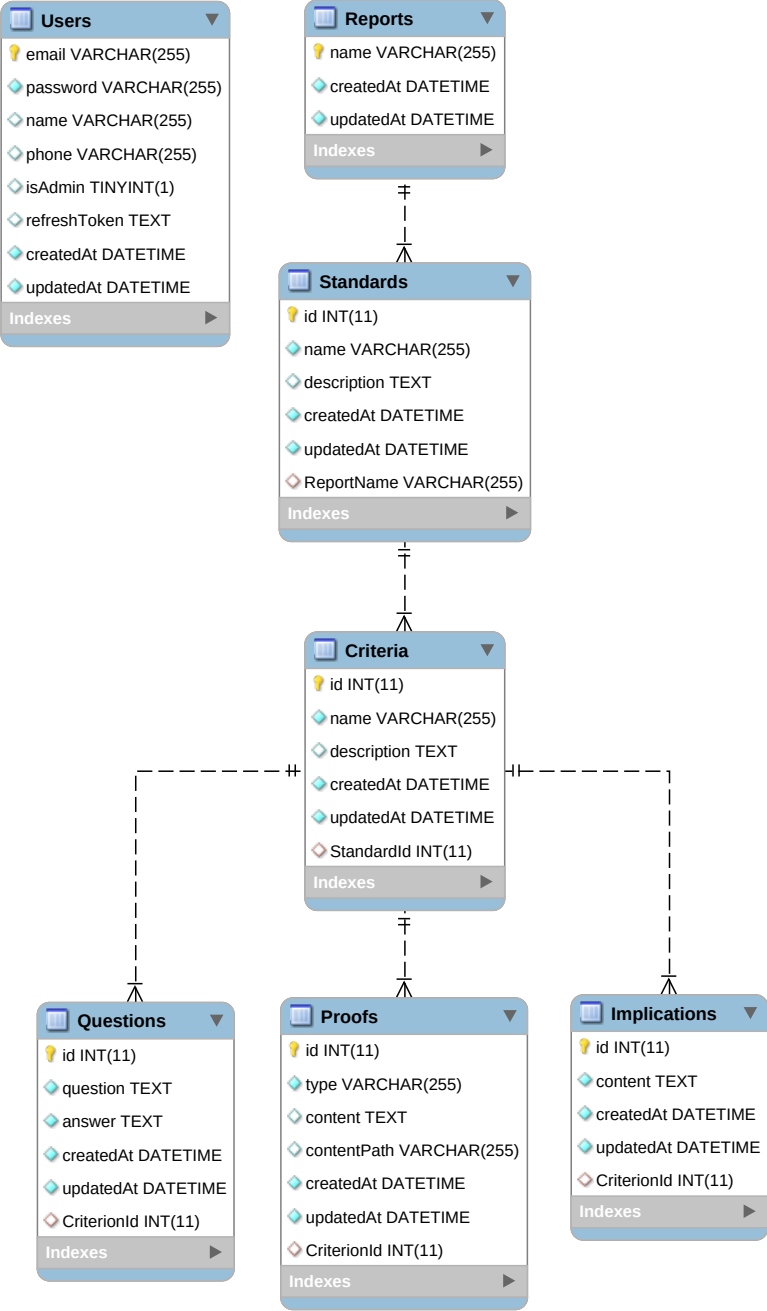 Users
email VARCHAR(255)
password VARCHAR(255)
name VARCHAR(255)
phone VARCHAR(255)
isAdmin TINYINT(1)
refreshToken TEXT
createdAt DATETIME
updatedAt DATETIME
Indexes
Reports
name VARCHAR(255)
createdAt DATETIME
updatedAt DATETIME
Indexes
Standards
id INT(11)
name VARCHAR(255)
description TEXT
createdAt DATETIME
updatedAt DATETIME
ReportName VARCHAR(255)
Indexes
Criteria
id INT(11)
name VARCHAR(255)
description TEXT
createdAt DATETIME
updatedAt DATETIME
StandardId INT(11)
Indexes
Questions
id INT(11)
question TEXT
answer TEXT
createdAt DATETIME
updatedAt DATETIME
CriterionId INT(11)
Indexes
Proofs
id INT(11)
type VARCHAR(255)
content TEXT
contentPath VARCHAR(255)
createdAt DATETIME
updatedAt DATETIME
CriterionId INT(11)
Indexes
Implications
id INT(11)
content TEXT
createdAt DATETIME
updatedAt DATETIME
CriterionId INT(11)
Indexes